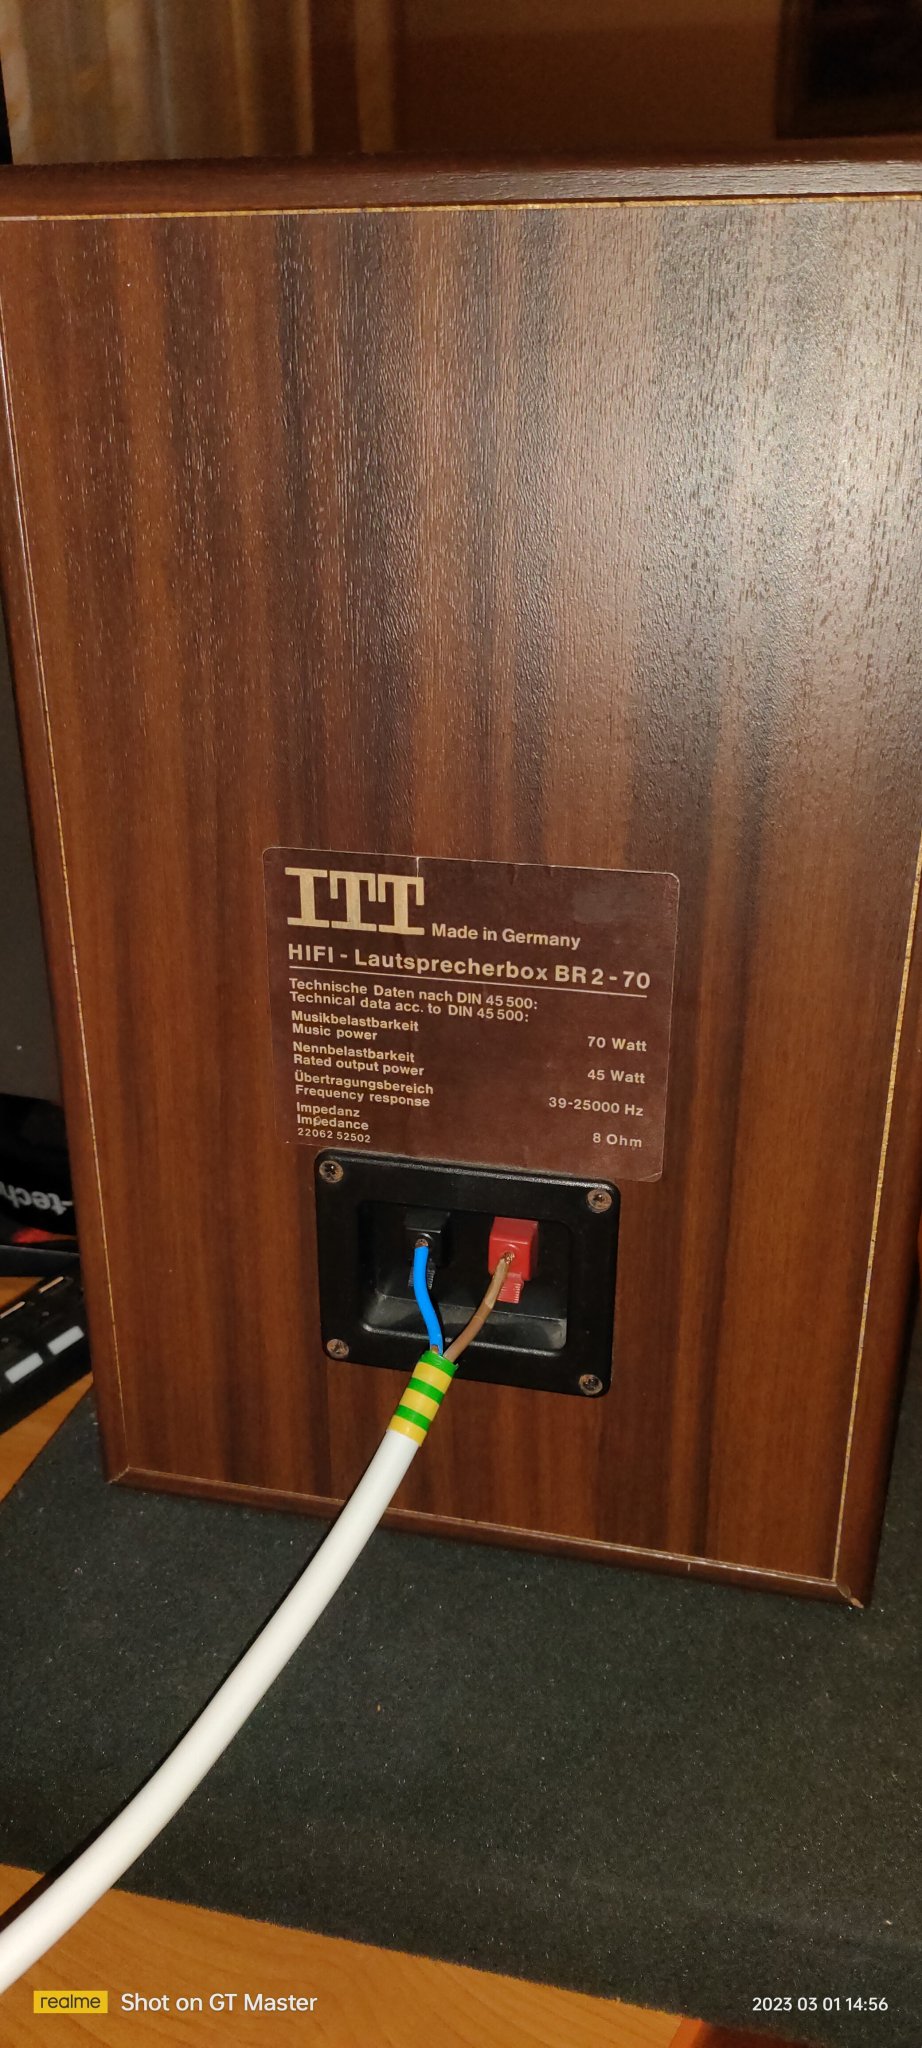 ITT Made in Germany
HIFI - Lautsprecherbox BR 2 - 70
Technische Daten nach DIN 45 500:
Technical data acc. to DIN 45 500:
Musikbelastbarkeit
Music power 70 Watt
Nennbelastbarkeit
Rated output power 45 Watt
Übertragungsbereich
Frequency response 39-25000 Hz
Impedanz
Impedance 8 Ohm
22062 52502
-tech
realme Shot on GT Master
2023 03 01 14:56